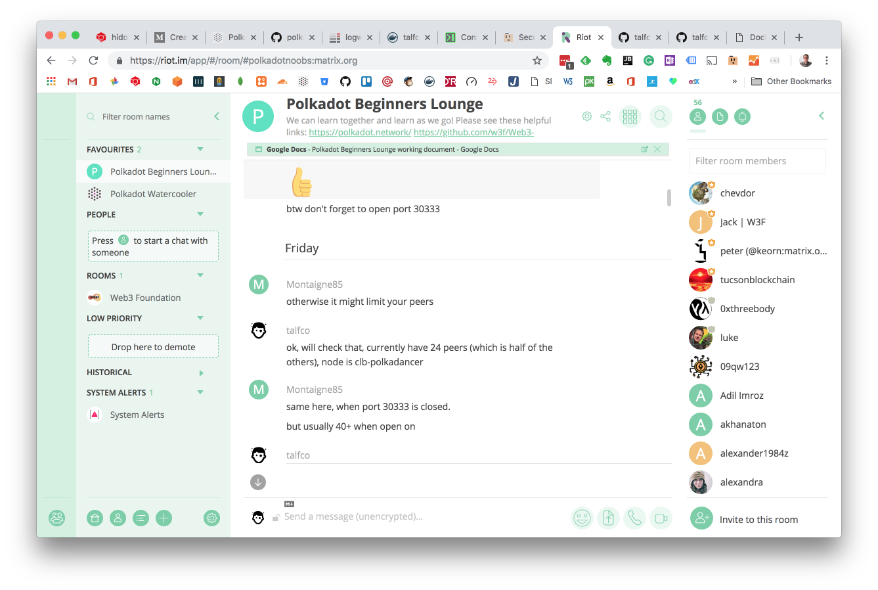 hido
Crea
Polk
polk
logw
talfc
Con
Secu
Riot
talfc
talfc
Doc
https://riot.im/app/#/room/#polkadotnoobs:matrix.org
Other Bookmarks
Filter room names
FAVOURITES 2
Polkadot Beginners Loun...
Polkadot Watercooler
PEOPLE
Press to start a chat with
someone
ROOMS 1
Web3 Foundation
LOW PRIORITY
Drop here to demote
HISTORICAL
SYSTEM ALERTS 1
System Alerts
P
Polkadot Beginners Lounge
We can learn together and learn as we go! Please see these helpful
links: https://polkadot.network/ https://github.com/w3f/Web3-
Google Docs - Polkadot Beginners Lounge working document - Google Docs
btw don't forget to open port 30333
Friday
M
Montaigne85
otherwise it might limit your peers
talfco
ok, will check that, currently have 24 peers (which is half of the
others), node is clb-polkadancer
M
Montaigne85
same here, when port 30333 is closed.
but usually 40+ when open on
talfco
Send a message (unencrypted)...
56
Filter room members
chevdor
J
Jack | W3F
peter (@keorn:matrix.o...
tucsonblockchain
0xthreebody
luke
09qw123
A
Adil Imroz
A
akhanaton
A
alexander1984z
alexandra
Invite to this room